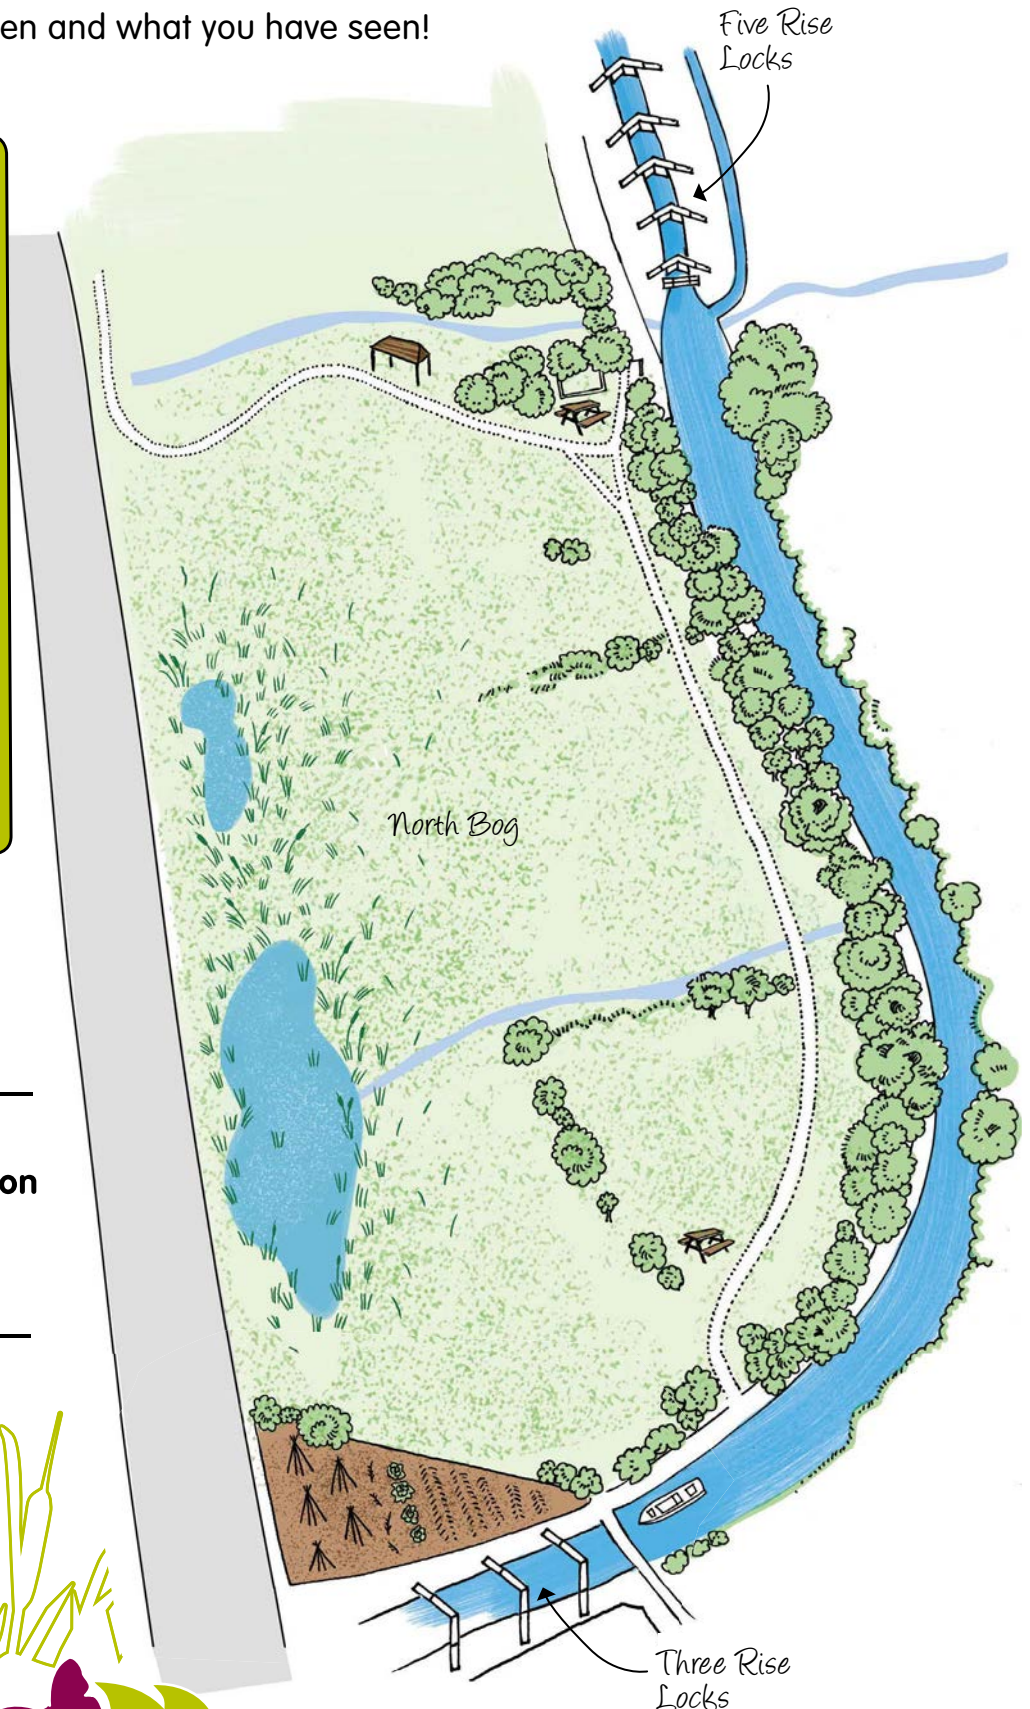 en and what you have seen!
Five Rise
Locks
North Bog
on
Three Rise
Locks